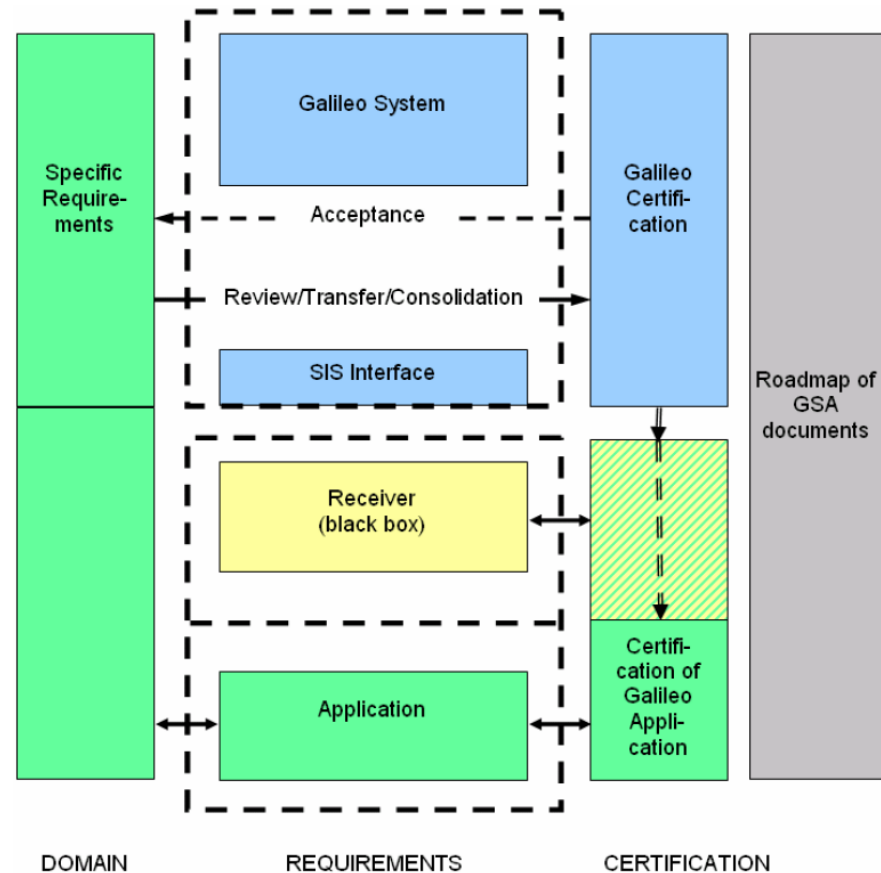 Galileo System
Specific
Require-
ments
Galileo
Certifi-
cation
Acceptance
Review/Transfer/Consolidation
SIS Interface
Roadmap of
GSA
documents
Receiver
(black box)
Certifi-
cation of
Galileo
Appli-
cation
Application
DOMAIN
REQUIREMENTS
CERTIFICATION